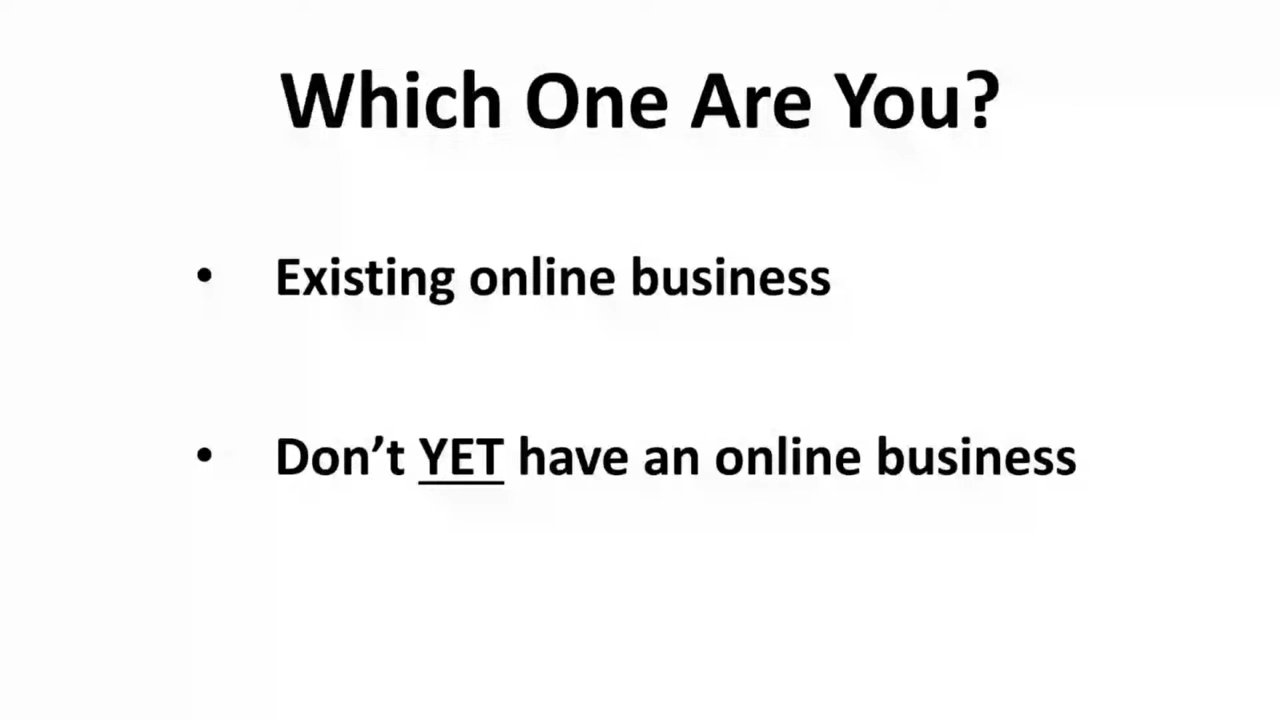 Which One Are You?
• Existing online business
• Don’t YET have an online business